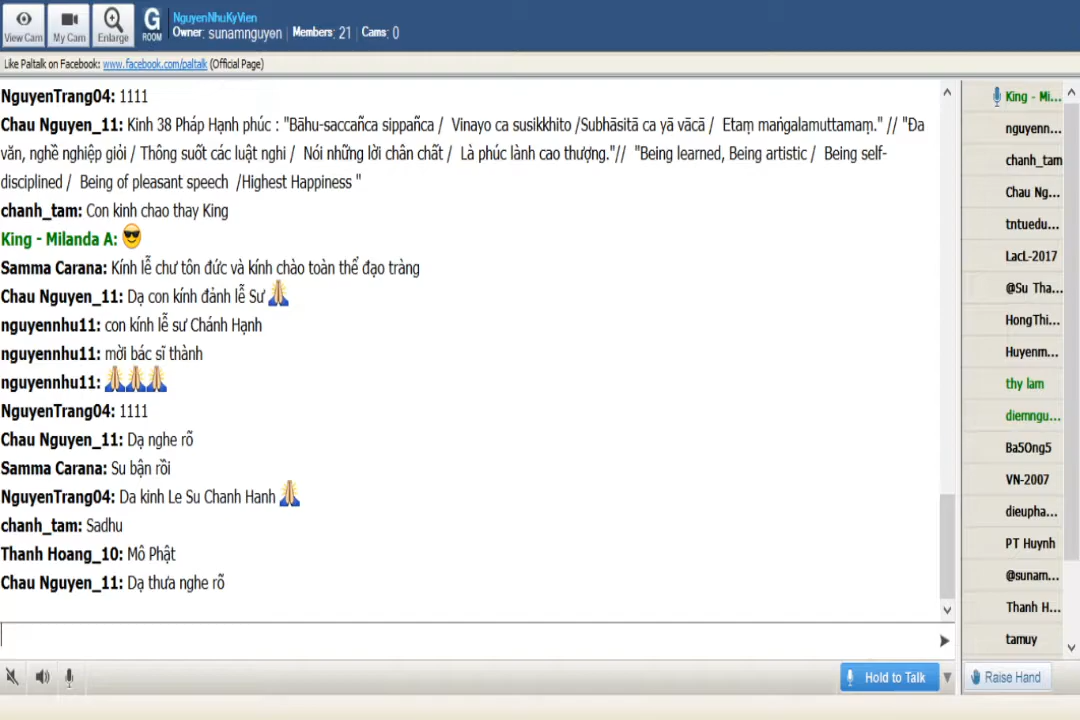 View Cam
My Cam
Enlarge
G
ROOM
NguyenNhuKyVien
Owner: sunamnguyen | Members: 21 | Cams: 0
Like Paltalk on Facebook: www.facebook.com/paltalk (Official Page)
NguyenTrang04: 1111
Chau Nguyen_11: Kinh 38 Pháp Hạnh phúc : "Bāhu-saccañca sippañca / Vinayo ca susikkhito /Subhāsitā ca yā vācā / Etaṃ maṅgalamuttamaṃ." // "Đa
văn, nghề nghiệp giỏi / Thông suốt các luật nghi / Nói những lời chân chất / Là phúc lành cao thượng."// "Being learned, Being artistic / Being self-
disciplined / Being of pleasant speech /Highest Happiness "
chanh_tam: Con kinh chao thay King
King - Milanda A:
Samma Carana: Kính lễ chư tôn đức và kính chào toàn thể đạo tràng
Chau Nguyen_11: Dạ con kính đảnh lễ Sư
nguyennhu11: con kính lễ sư Chánh Hạnh
nguyennhu11: mời bác sĩ thành
nguyennhu11:
NguyenTrang04: 1111
Chau Nguyen_11: Dạ nghe rõ
Samma Carana: Su bận rồi
NguyenTrang04: Da kinh Le Su Chanh Hanh
chanh_tam: Sadhu
Thanh Hoang_10: Mô Phật
Chau Nguyen_11: Dạ thưa nghe rõ
King - Mi...
nguyenn...
chanh_tam
Chau Ng...
tntuedu...
LacL-2017
@Su Tha...
HongThi...
Huyenm...
thy lam
diemngu...
Ba5Ong5
VN-2007
dieupha...
PT Huynh
@sunam...
Thanh H...
tamuy
Hold to Talk
Raise Hand